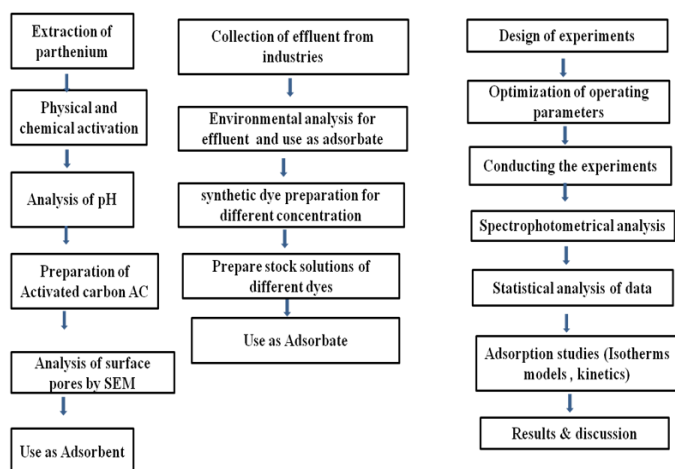 Extraction of
parthenium
Physical and
chemical activation
Analysis of pH
Preparation of
Activated carbon AC
Analysis of surface
pores by SEM
Use as Adsorbent
Collection of effluent from
industries
Environmental analysis for
effluent and use as adsorbate
synthetic dye preparation for
different concentration
Prepare stock solutions of
different dyes
Use as Adsorbate
Design of experiments
Optimization of operating
parameters
Conducting the experiments
Spectrophotometrical analysis
Statistical analysis of data
Adsorption studies (Isotherms
models , kinetics)
Results & discussion